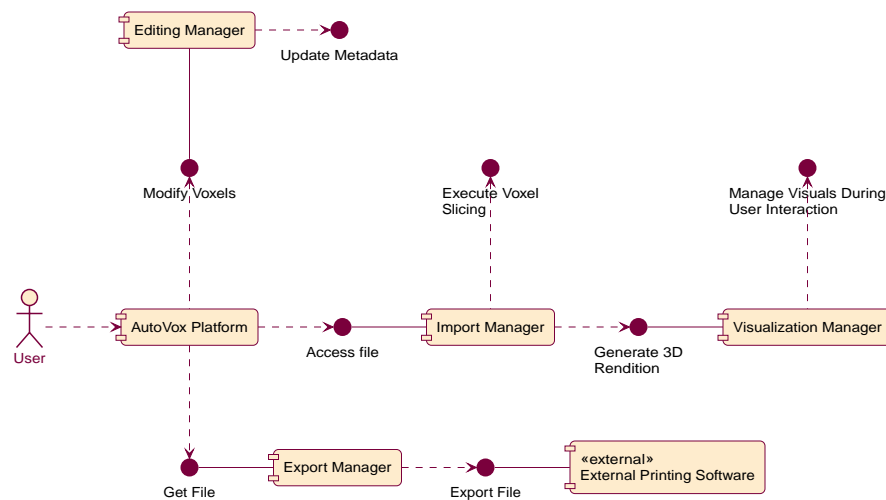 Editing Manager
Update Metadata
Modify Voxels
Execute Voxel
Slicing
Manage Visuals During
User Interaction
User
AutoVox Platform
Access file
Import Manager
Generate 3D
Rendition
Visualization Manager
Get File
Export Manager
Export File
«external»
External Printing Software